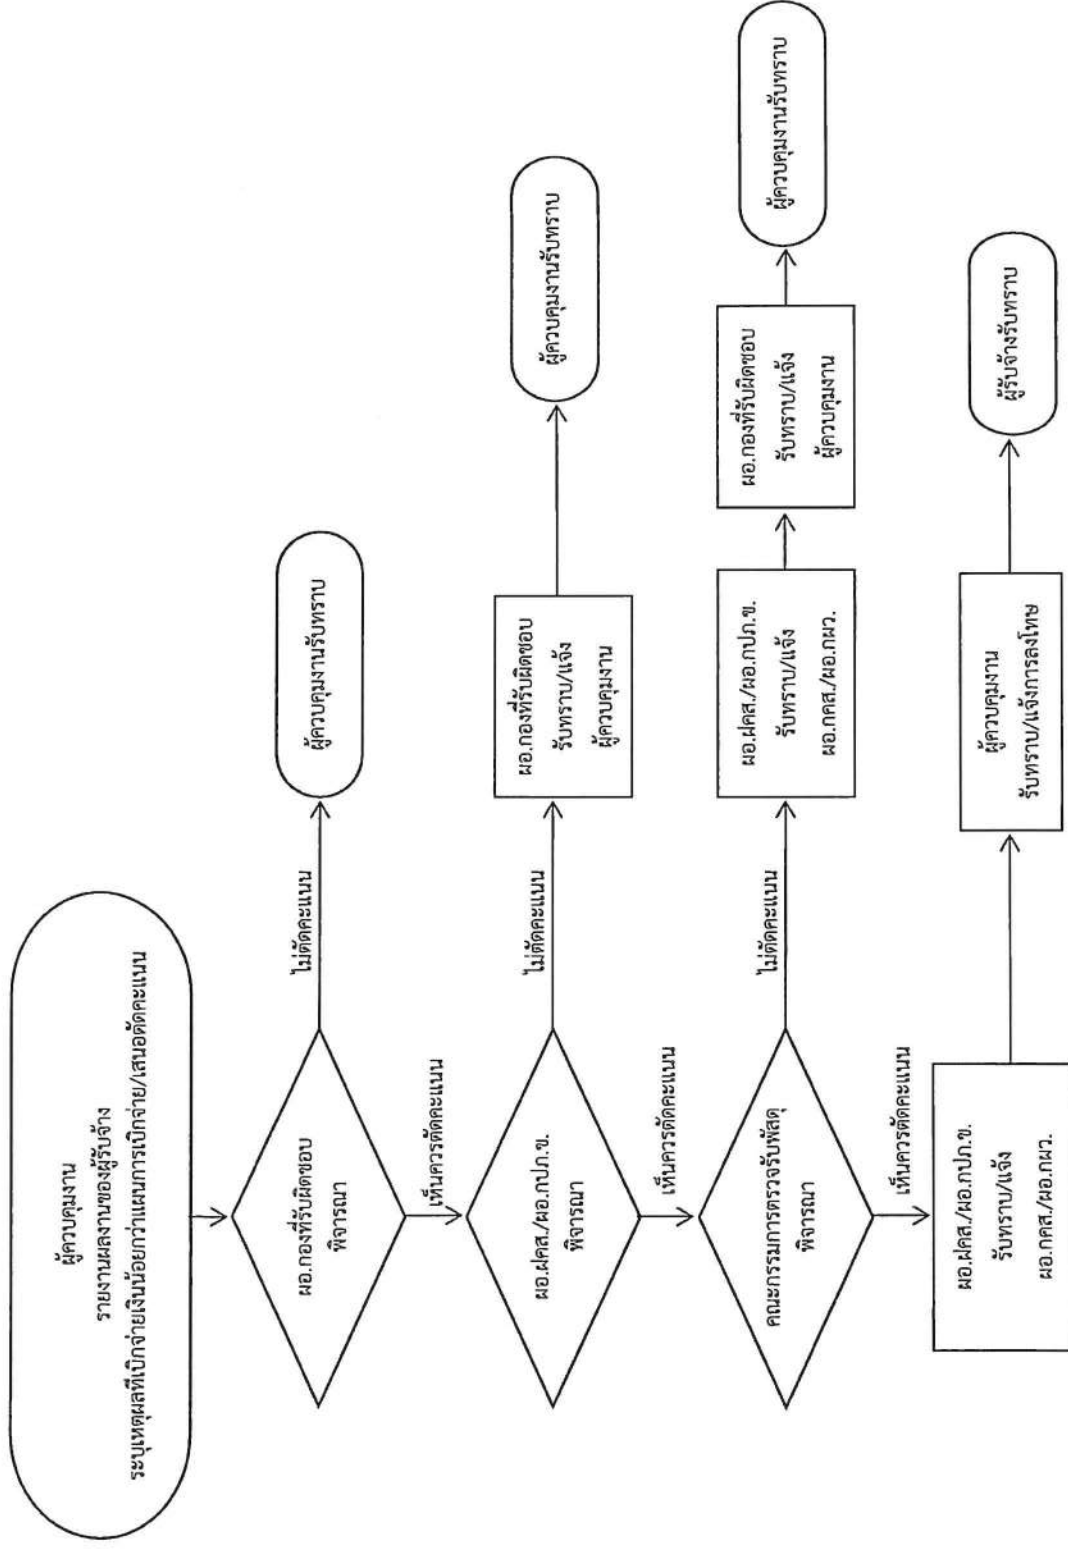 ผู้ควบคุมงาน
รายงานผลงานของผู้รับจ้าง
ระบุเหตุผลที่เบิกจ่ายเงินน้อยกว่าแผนการเบิกจ่าย/เสนอตัดคะแนน
ผอ.กองที่รับผิดชอบ
พิจารณา
ไม่ตัดคะแนน
ผู้ควบคุมงานรับทราบ
เห็นควรตัดคะแนน
ผอ.ฝคส./ผอ.กปภ.ข.
พิจารณา
ไม่ตัดคะแนน
ผอ.กองที่รับผิดชอบ
รับทราบ/แจ้ง
ผู้ควบคุมงาน
ผู้ควบคุมงานรับทราบ
เห็นควรตัดคะแนน
คณะกรรมการตรวจรับพัสดุ
พิจารณา
ไม่ตัดคะแนน
ผอ.ฝคส./ผอ.กปภ.ข.
รับทราบ/แจ้ง
ผอ.กคส./ผอ.กผว.
ผอ.กองที่รับผิดชอบ
รับทราบ/แจ้ง
ผู้ควบคุมงาน
ผู้ควบคุมงานรับทราบ
เห็นควรตัดคะแนน
ผอ.ฝคส./ผอ.กปภ.ข.
รับทราบ/แจ้ง
ผอ.กคส./ผอ.กผว.
ผู้ควบคุมงาน
รับทราบ/แจ้งการลงโทษ
ผู้รับจ้างรับทราบ